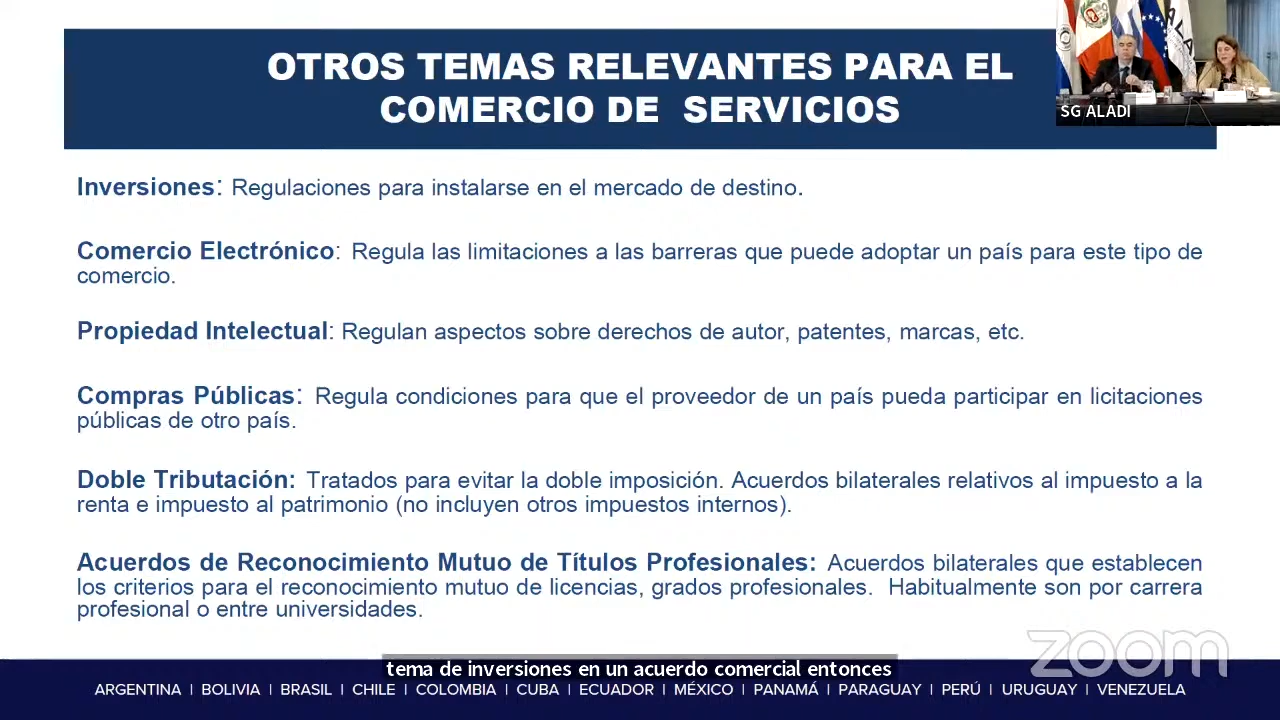 OTROS TEMAS RELEVANTES PARA EL
COMERCIO DE SERVICIOS
SG ALADI
Inversiones: Regulaciones para instalarse en el mercado de destino.
Comercio Electrónico: Regula las limitaciones a las barreras que puede adoptar un país para este tipo de
comercio.
Propiedad Intelectual: Regulan aspectos sobre derechos de autor, patentes, marcas, etc.
Compras Públicas: Regula condiciones para que el proveedor de un país pueda participar en licitaciones
públicas de otro país.
Doble Tributación: Tratados para evitar la doble imposición. Acuerdos bilaterales relativos al impuesto a la
renta e impuesto al patrimonio (no incluyen otros impuestos internos).
Acuerdos de Reconocimiento Mutuo de Títulos Profesionales: Acuerdos bilaterales que establecen
los criterios para el reconocimiento mutuo de licencias, grados profesionales. Habitualmente son por carrera
profesional o entre universidades.
zoom
tema de inversiones en un acuerdo comercial entonces
ARGENTINA | BOLIVIA | BRASIL | CHILE | COLOMBIA | CUBA | ECUADOR | MÉXICO | PANAMÁ | PARAGUAY | PERÚ | URUGUAY | VENEZUELA